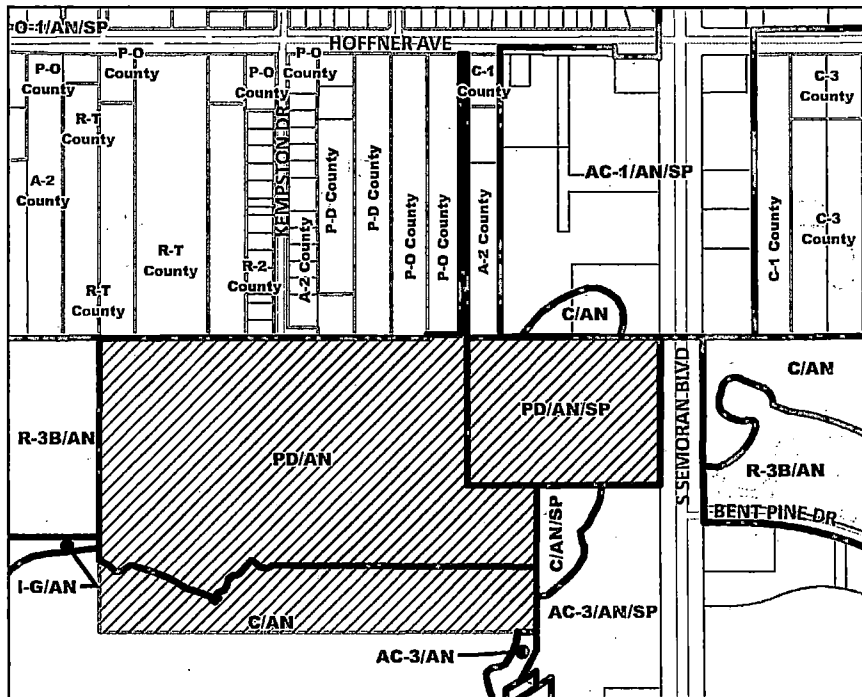 O-1/AN/SP
HOFFNER AVE
P-O
County
P-O
County
P-O
County
P-O
County
C-1
County
C-3
County
R-T
County
A-2
County
KEMPSTON DR
P-D County
P-D County
AC-1/AN/SP
P-O County
P-O County
A-2 County
C-1 County
C-3
County
R-T
County
R-2
County
A-2 County
R-T
County
C/AN
S SEMORAN BLVD
C/AN
R-3B/AN
PD/AN
PD/AN/SP
R-3B/AN
BENT PINE DR
C/AN/SP
I-G/AN
C/AN
AC-3/AN/SP
AC-3/AN